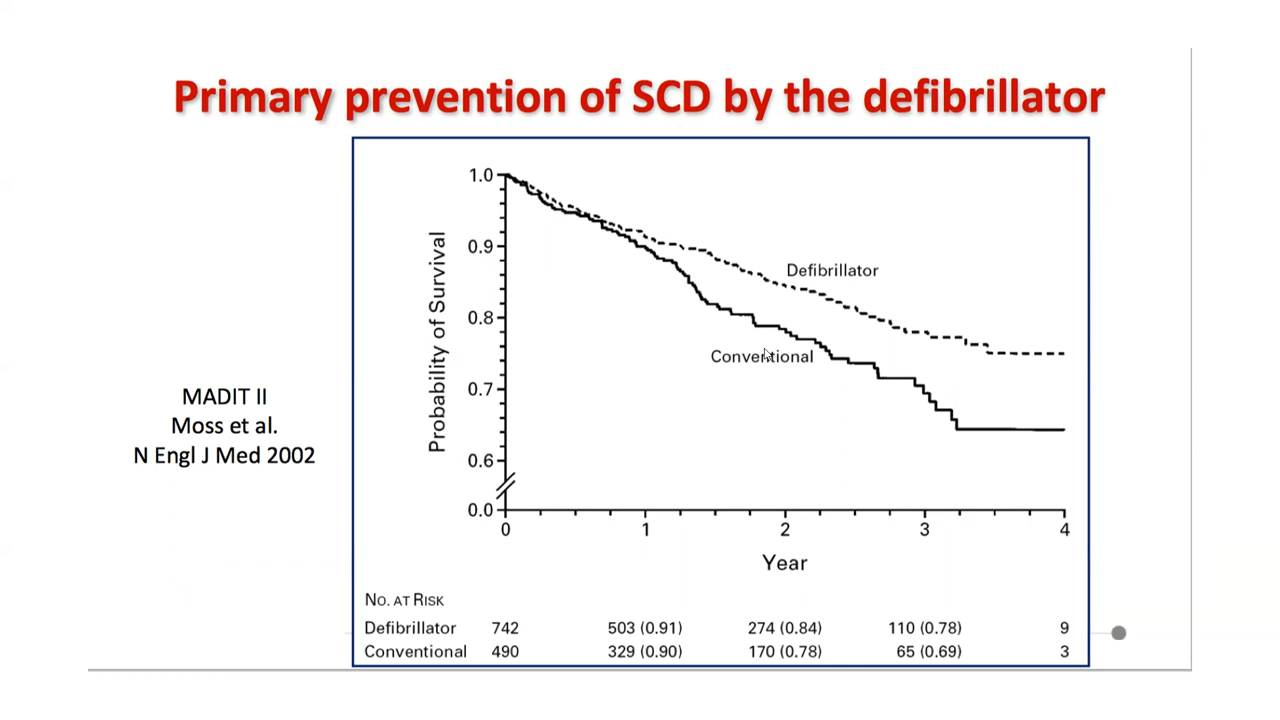 Primary prevention of SCD by the defibrillator
MADIT II
Moss et al.
N Engl J Med 2002
Probability of Survival
1.0
0.9
0.8
0.7
0.6
0.0
Defibrillator
Conventional
0 1 2 3 4
Year
NO. AT RISK
Defibrillator 742 503 (0.91) 274 (0.84) 110 (0.78) 9
Conventional 490 329 (0.90) 170 (0.78) 65 (0.69) 3